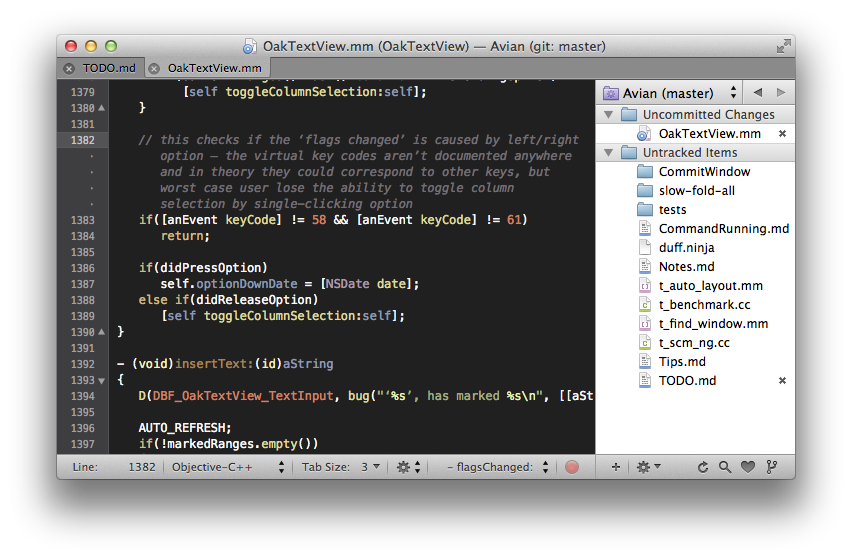 OakTextView.mm (OakTextView) — Avian (git: master)
TODO.md OakTextView.mm
1379 [self toggleColumnSelection:self];
1380 }
1381
1382 // this checks if the ‘flags changed’ is caused by left/right
· option — the virtual key codes aren’t documented anywhere
· and in theory they could correspond to other keys, but
· worst case user lose the ability to toggle column
· selection by single-clicking option
1383 if([anEvent keyCode] != 58 && [anEvent keyCode] != 61)
1384 return;
1385
1386 if(didPressOption)
1387 self.optionDownDate = [NSDate date];
1388 else if(didReleaseOption)
1389 [self toggleColumnSelection:self];
1390 }
1391
1392 - (void)insertText:(id)aString
1393 {
1394 D(DBF_OakTextView_TextInput, bug("‘%s’, has marked %s\n", [[aSt
1395
1396 AUTO_REFRESH;
1397 if(!markedRanges.empty())
Line: 1382 Objective-C++ Tab Size: 3 - flagsChanged:
Avian (master)
Uncommitted Changes
OakTextView.mm
Untracked Items
CommitWindow
slow-fold-all
tests
CommandRunning.md
duff.ninja
Notes.md
t_auto_layout.mm
t_benchmark.cc
t_find_window.mm
t_scm_ng.cc
Tips.md
TODO.md